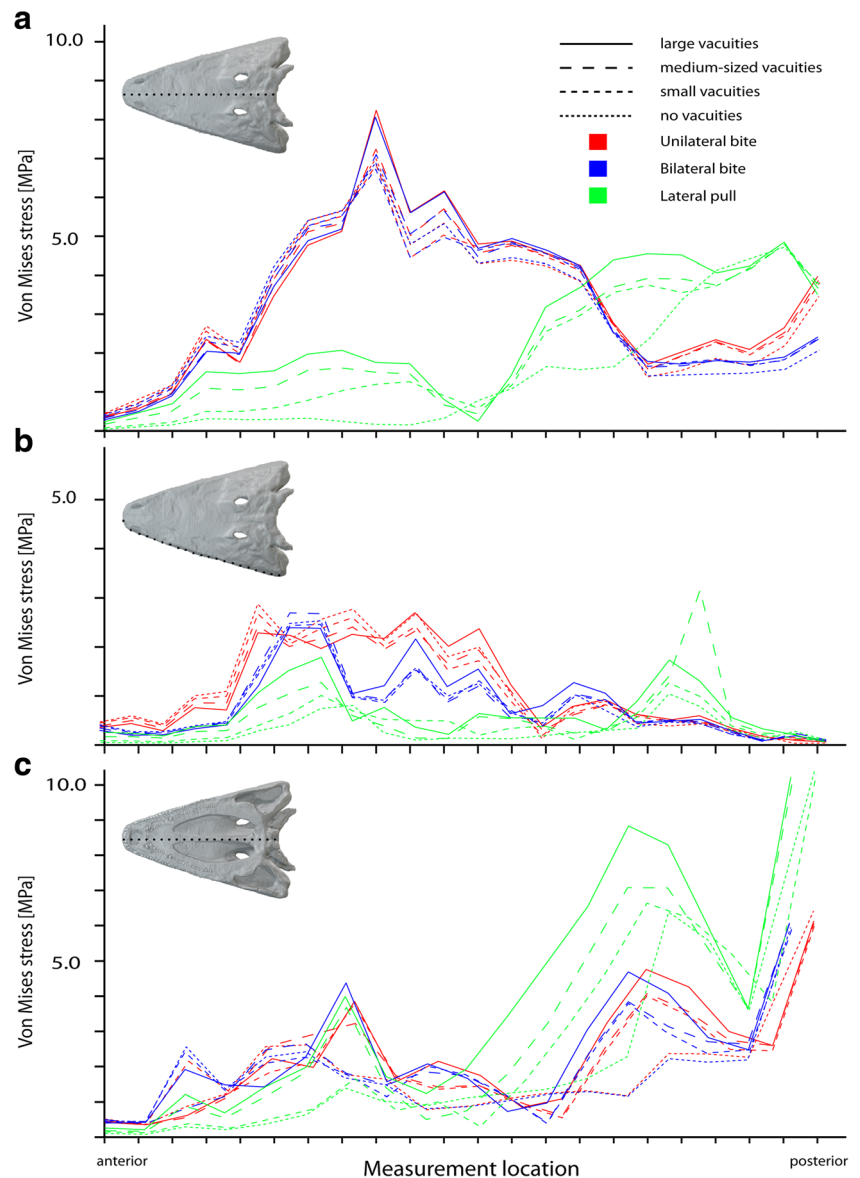 a
10.0
large vacuities
medium-sized vacuities
small vacuities
no vacuities
Unilateral bite
Bilateral bite
Lateral pull
5.0
Von Mises stress [MPa]
b
5.0
Von Mises stress [MPa]
c
10.0
5.0
Von Mises stress [MPa]
anterior
Measurement location
posterior